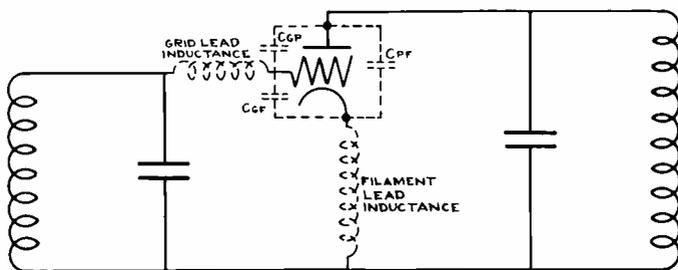 GRID LEAD
INDUCTANCE
CGP
CPF
CGF
FILAMENT
LEAD
INDUCTANCE